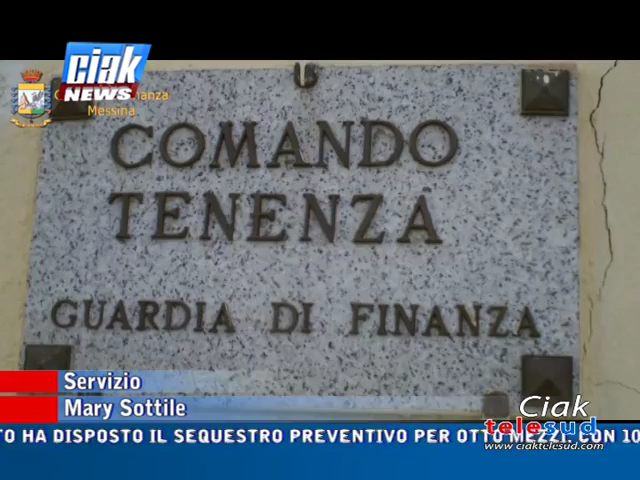 ciak
NEWS
Messina
COMANDO
TENENZA
GUARDIA DI FINANZA
Servizio
Mary Sottile
Ciak
telesud
www.ciaktelesud.com
TO HA DISPOSTO IL SEQUESTRO PREVENTIVO PER OTTO MEZZI. CON 10